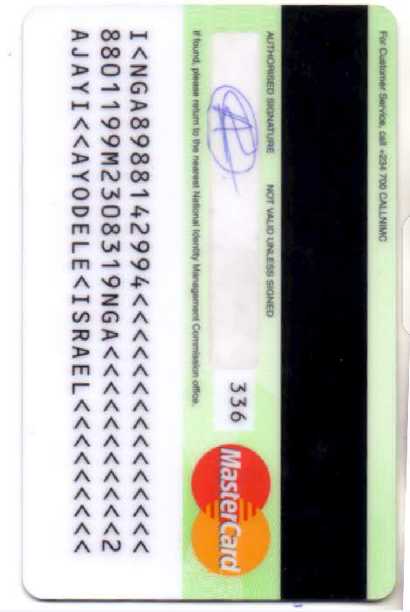 For Customer Service, call +234 700 CALLNIMC
AUTHORISED SIGNATURE NOT VALID UNLESS SIGNED
336
MasterCard
If found, please return to the nearest National Identity Management Commission office.
I<NGA8988142994<<<<<<<<<<<<<<<
8801199M2308319NGA<<<<<<<<<<<2
AJAYI<<AYODELE<ISRAEL<<<<<<<<<